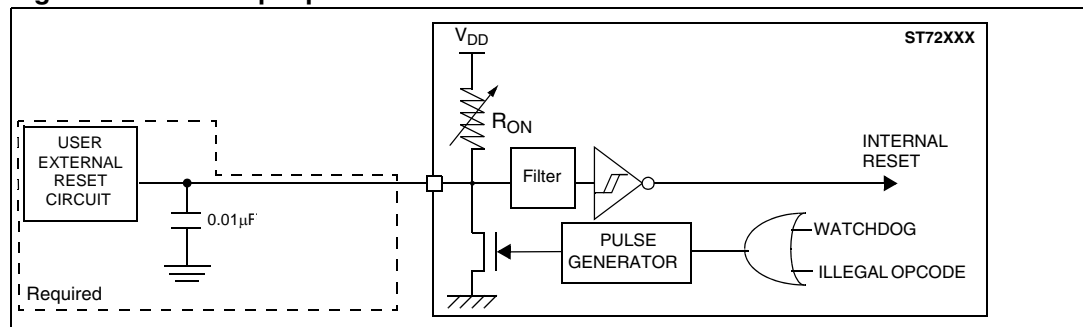 ST72XXX
VDD
RON
USER
EXTERNAL
RESET
CIRCUIT
0.01µF
Required
Filter
INTERNAL
RESET
PULSE
GENERATOR
WATCHDOG
ILLEGAL OPCODE